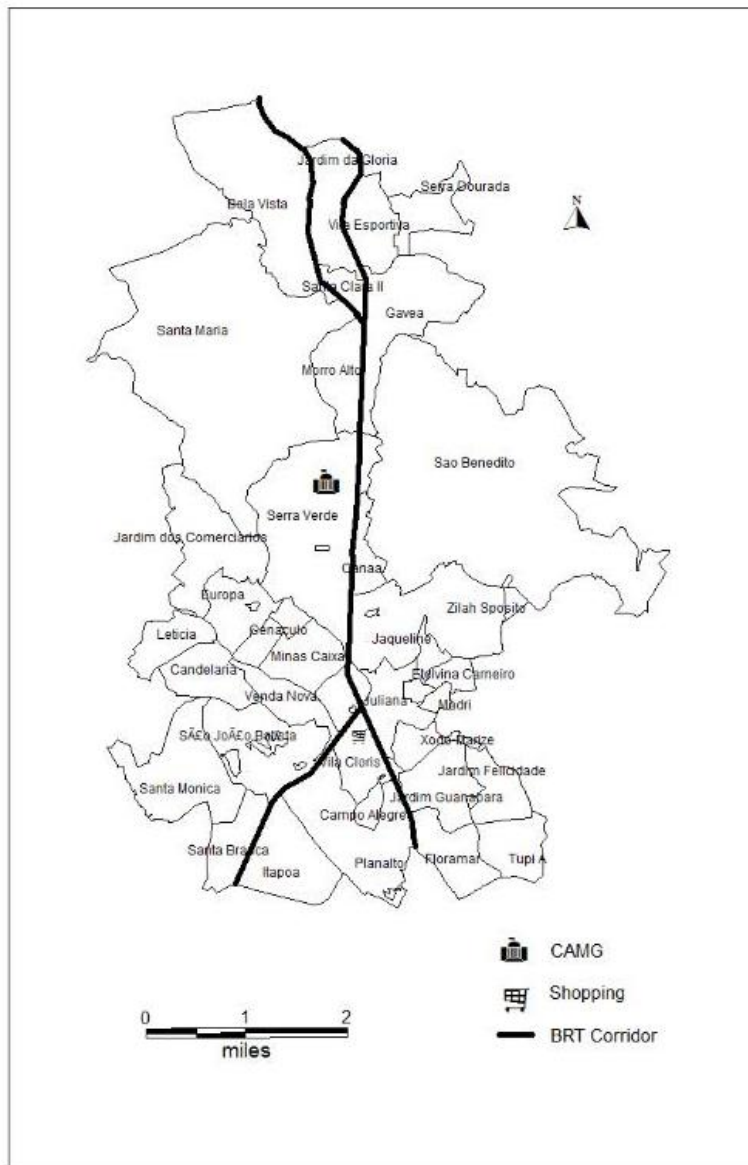 Jardim da Gloria
Serra Dourada
Bela Vista
Vila Esportiva
N
Santa Clara II
Gavea
Santa Maria
Morro Alto
Sao Benedito
Serra Verde
Jardim dos Comerciarios
Canaa
Europa
Zilah Sposito
Leticia
Cenaculo
Jaqueline
Minas Caixa
Candelaria
Etelvina Carneiro
Venda Nova
Juliana
Madri
SÃ£o JoÃ£o Batista
Xodo Marize
Vila Cloris
Jardim Felicidade
Santa Monica
Jardim Guanabara
Campo Alegre
Santa Branca
Planalto
Floramar
Tupi A
Itapoa
CAMG
Shopping
BRT Corridor
0 1 2
miles